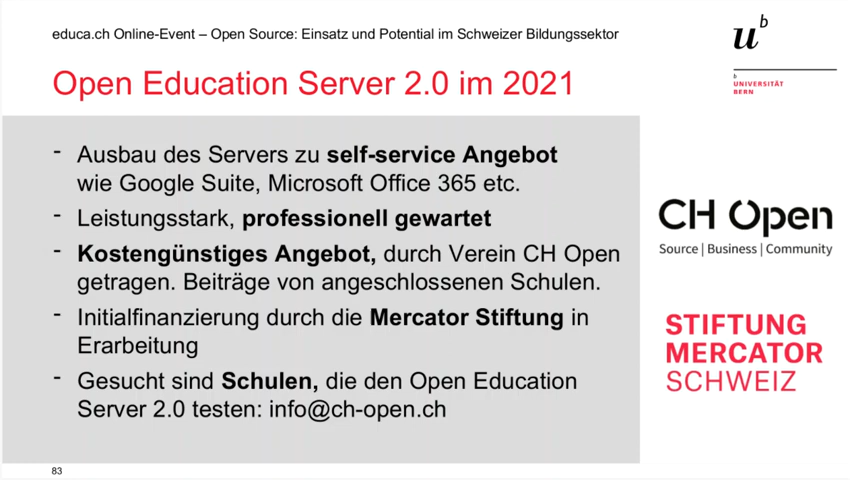 educa.ch Online-Event – Open Source: Einsatz und Potential im Schweizer Bildungssektor
u b
b
UNIVERSITÄT
BERN
Open Education Server 2.0 im 2021
- Ausbau des Servers zu self-service Angebot
wie Google Suite, Microsoft Office 365 etc.
- Leistungsstark, professionell gewartet
- Kostengünstiges Angebot, durch Verein CH Open
getragen. Beiträge von angeschlossenen Schulen.
- Initialfinanzierung durch die Mercator Stiftung in
Erarbeitung
- Gesucht sind Schulen, die den Open Education
Server 2.0 testen: info@ch-open.ch
CH Open
Source | Business | Community
STIFTUNG
MERCATOR
SCHWEIZ
83